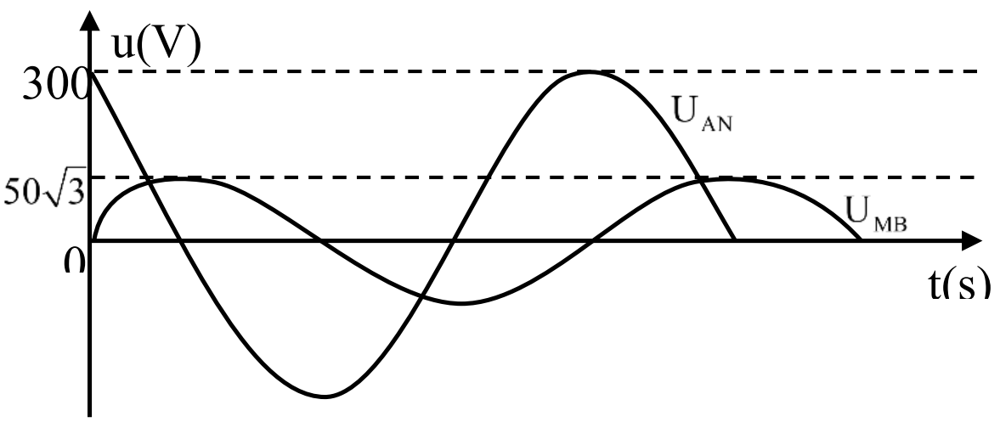 u(V)
300
U_AN
50√3
U_MB
0
t(s)